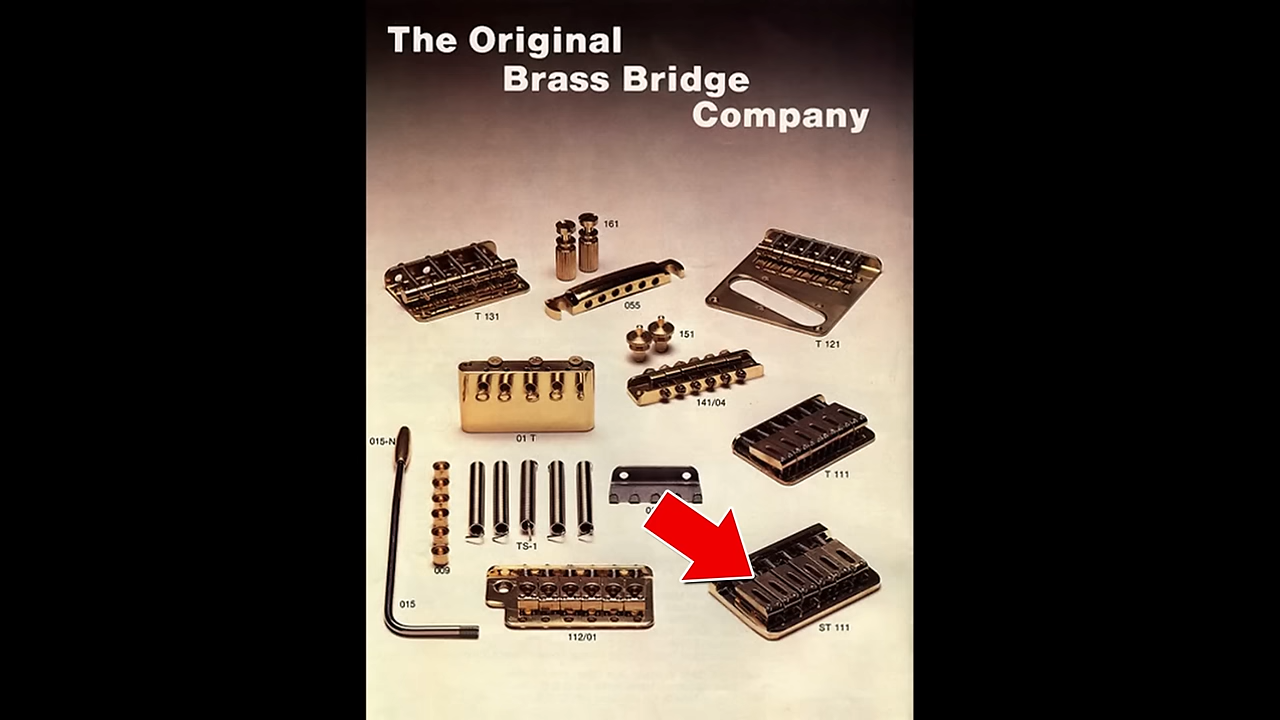 The Original
Brass Bridge
Company
161
T 131
055
T 121
151
141/04
01 T
015-N
T 111
TS-1
009
015
112/01
ST 111